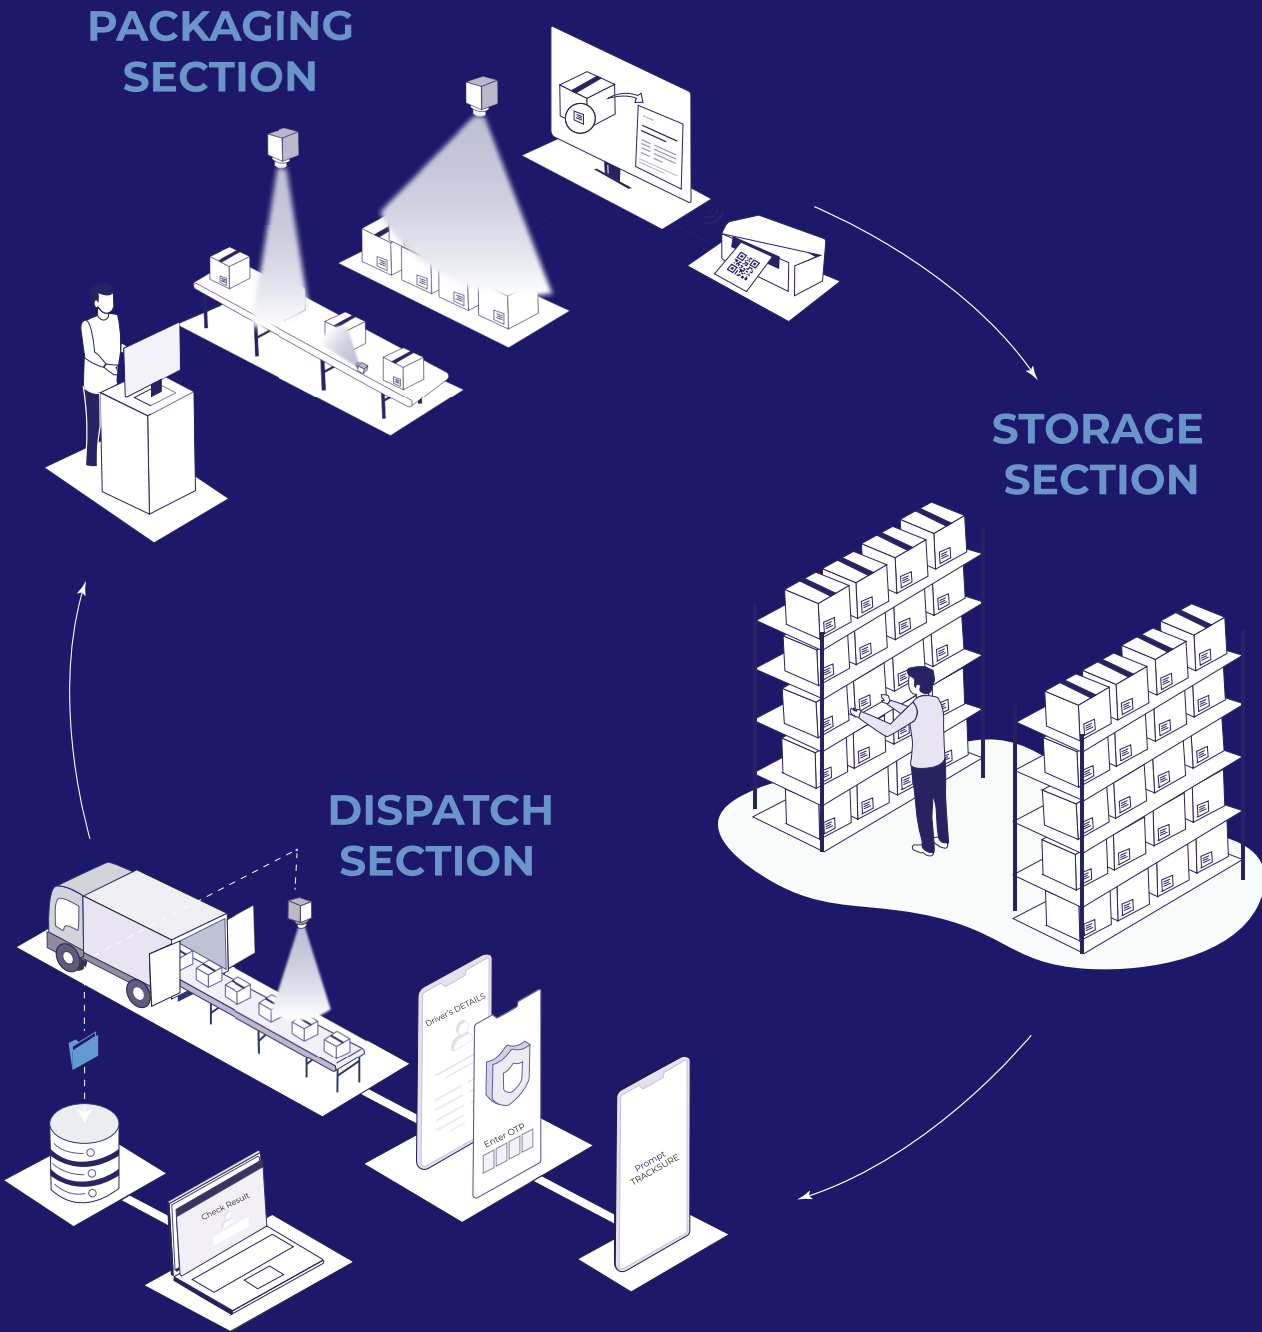 PACKAGING
SECTION
STORAGE
SECTION
DISPATCH
SECTION
Driver's DETAILS
Enter OTP
Prompt
TRACKSURE
Check Result